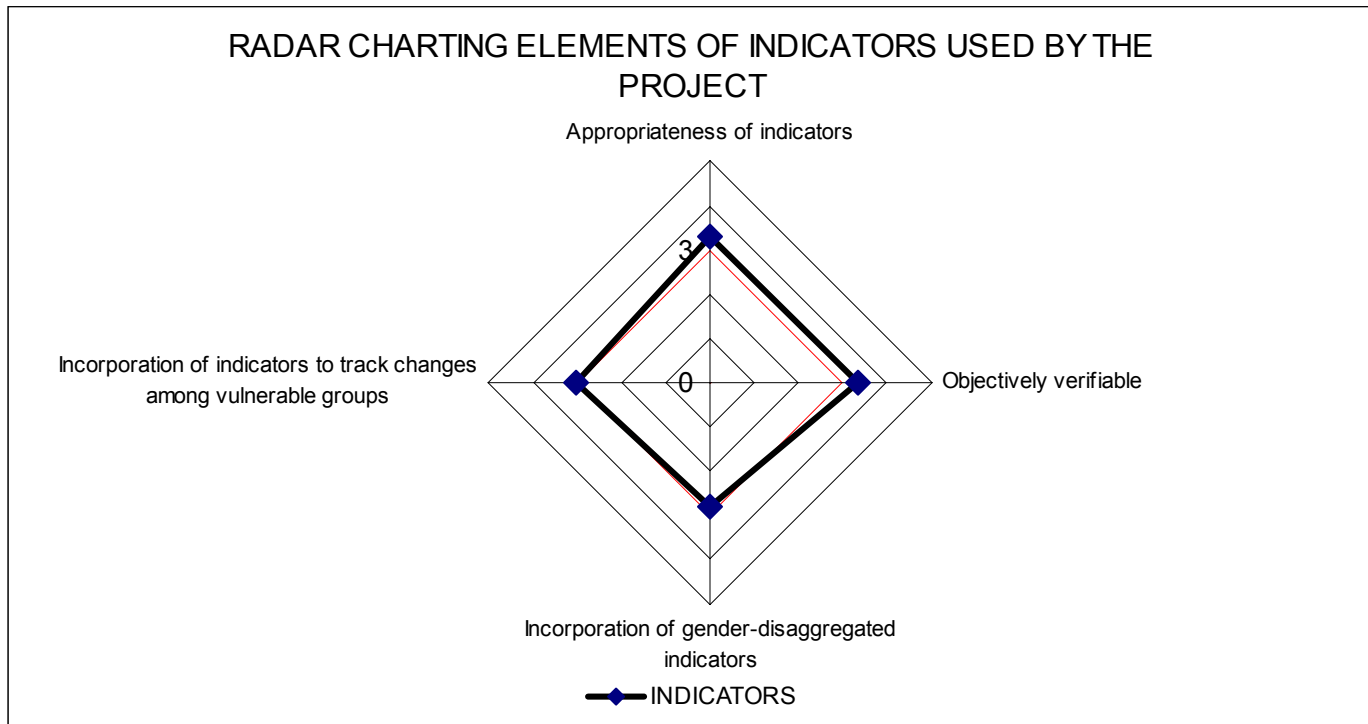 RADAR CHARTING ELEMENTS OF INDICATORS USED BY THE
PROJECT
Appropriateness of indicators
3
Incorporation of indicators to track changes
among vulnerable groups
0
Objectively verifiable
Incorporation of gender-disaggregated
indicators
INDICATORS